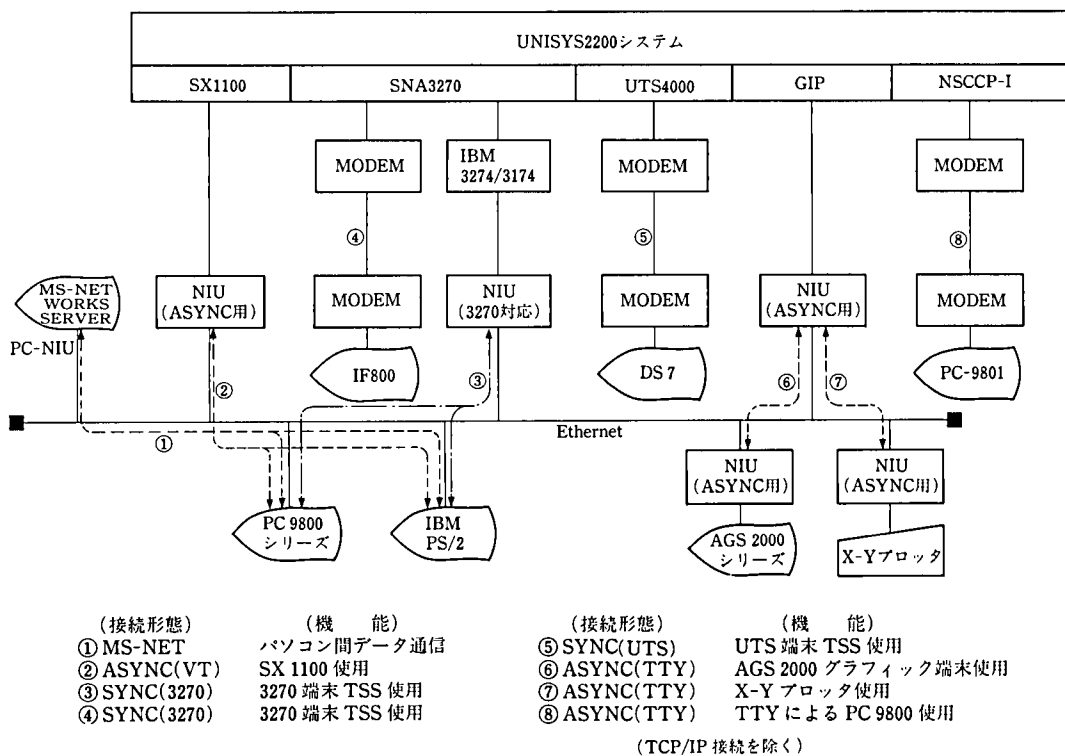 UNISYS2200システム
SX1100
SNA3270
UTS4000
GIP
NSCCP-I
MODEM
IBM
3274/3174
MODEM
MODEM
④
⑤
⑧
MS-NET
WORKS
SERVER
NIU
(ASYNC用)
MODEM
NIU
(3270対応)
MODEM
NIU
(ASYNC用)
MODEM
PC-NIU
IF800
DS 7
PC-9801
②
③
⑥
⑦
①
Ethernet
NIU
(ASYNC用)
NIU
(ASYNC用)
PC 9800
シリーズ
IBM
PS/2
AGS 2000
シリーズ
X-Yプロッタ
(接続形態) (機 能)
①MS-NET パソコン間データ通信
②ASYNC(VT) SX 1100 使用
③SYNC(3270) 3270 端末 TSS 使用
④SYNC(3270) 3270 端末 TSS 使用
(接続形態) (機 能)
⑤SYNC(UTS) UTS 端末 TSS 使用
⑥ASYNC(TTY) AGS 2000 グラフィック端末使用
⑦ASYNC(TTY) X-Y プロッタ使用
⑧ASYNC(TTY) TTY による PC 9800 使用
(TCP/IP 接続を除く)